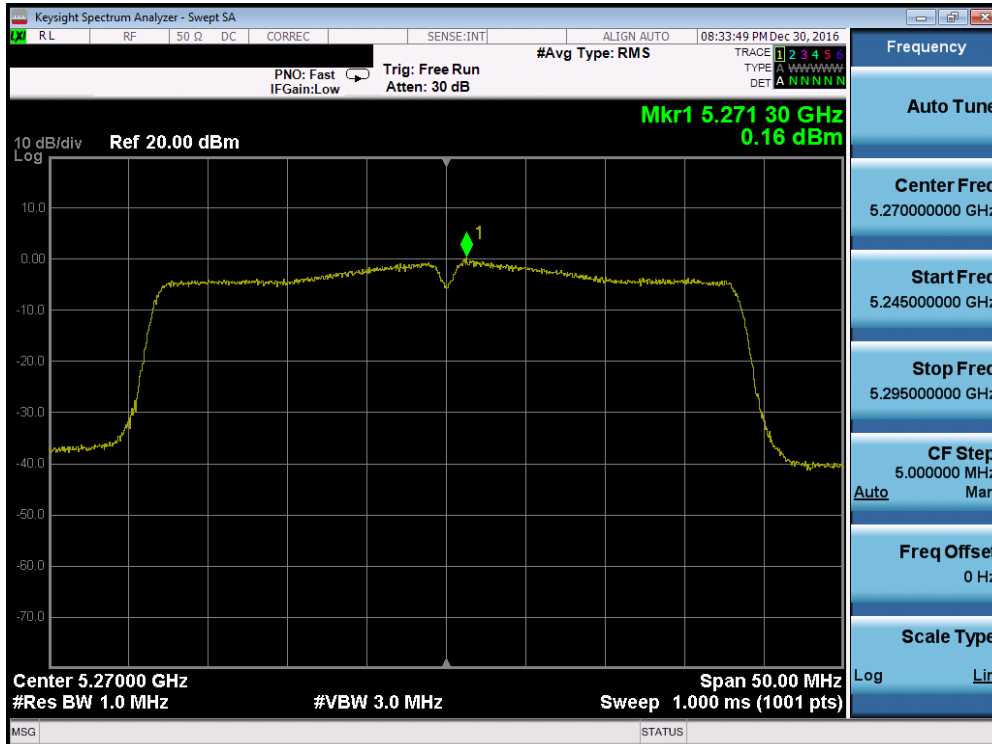 Keysight Spectrum Analyzer - Swept SA
LXI RL RF 50 Ω DC CORREC SENSE:INT ALIGN AUTO 08:33:49 PM Dec 30, 2016
#Avg Type: RMS TRACE 1 2 3 4 5 6
PNO: Fast Trig: Free Run TYPE A WWWWW
IFGain:Low Atten: 30 dB DET A N N N N N
Mkr1 5.271 30 GHz
10 dB/div Ref 20.00 dBm 0.16 dBm
Log
10.0
1
0.00
-10.0
-20.0
-30.0
-40.0
-50.0
-60.0
-70.0
Center 5.27000 GHz Span 50.00 MHz
#Res BW 1.0 MHz #VBW 3.0 MHz Sweep 1.000 ms (1001 pts)
MSG STATUS
Frequency
Auto Tune
Center Freq
5.270000000 GHz
Start Freq
5.245000000 GHz
Stop Freq
5.295000000 GHz
CF Step
5.000000 MHz
Auto Man
Freq Offset
0 Hz
Scale Type
Log Lin